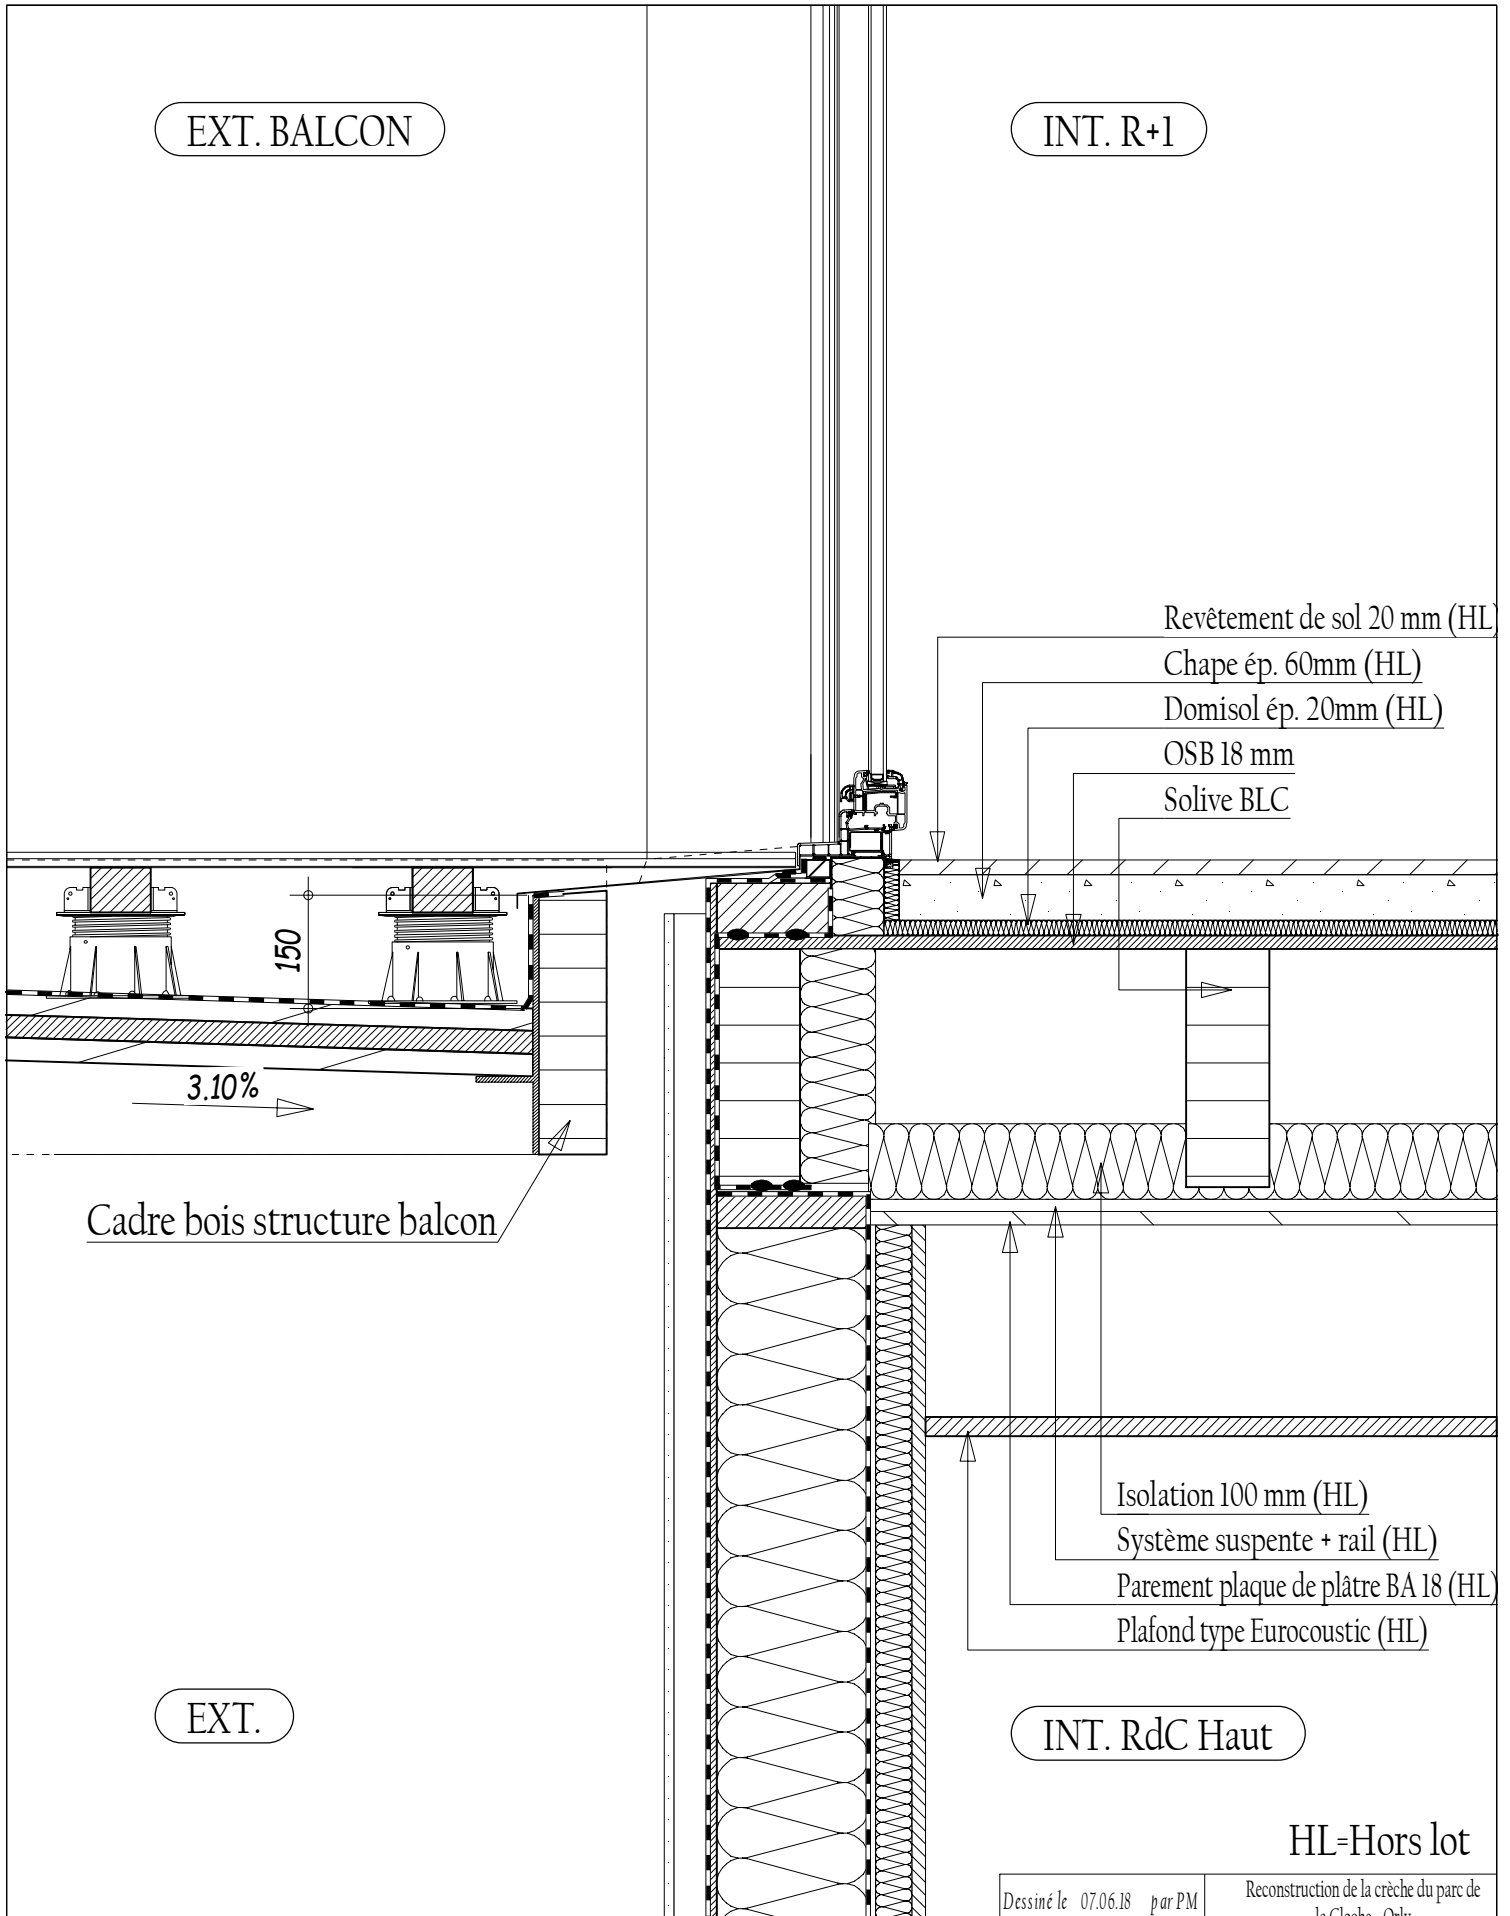 EXT. BALCON
INT. R+1
Revêtement de sol 20 mm (HL)
Chape ép. 60mm (HL)
Domisol ép. 20mm (HL)
OSB 18 mm
Solive BLC
150
3.10%
Cadre bois structure balcon
Isolation 100 mm (HL)
Système suspente + rail (HL)
Parement plaque de plâtre BA 18 (HL)
Plafond type Eurocoustic (HL)
EXT.
INT. RdC Haut
HL=Hors lot
Dessiné le 07.06.18 par PM
Reconstruction de la crèche du parc de
la Cloche - Orly